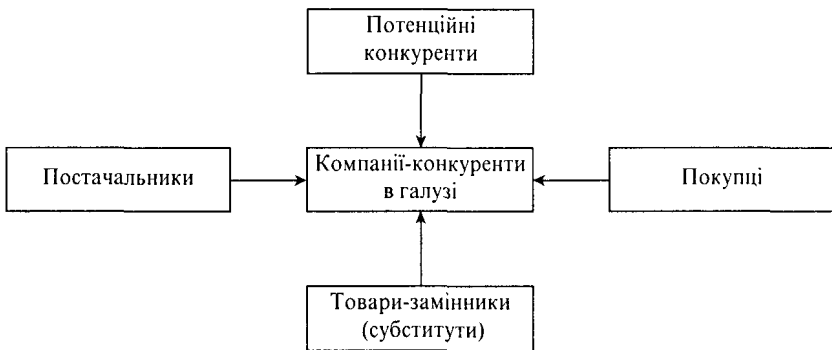 Потенційні
конкуренти
Постачальники
Компанії-конкуренти
в галузі
Покупці
Товари-замінники
(субститути)